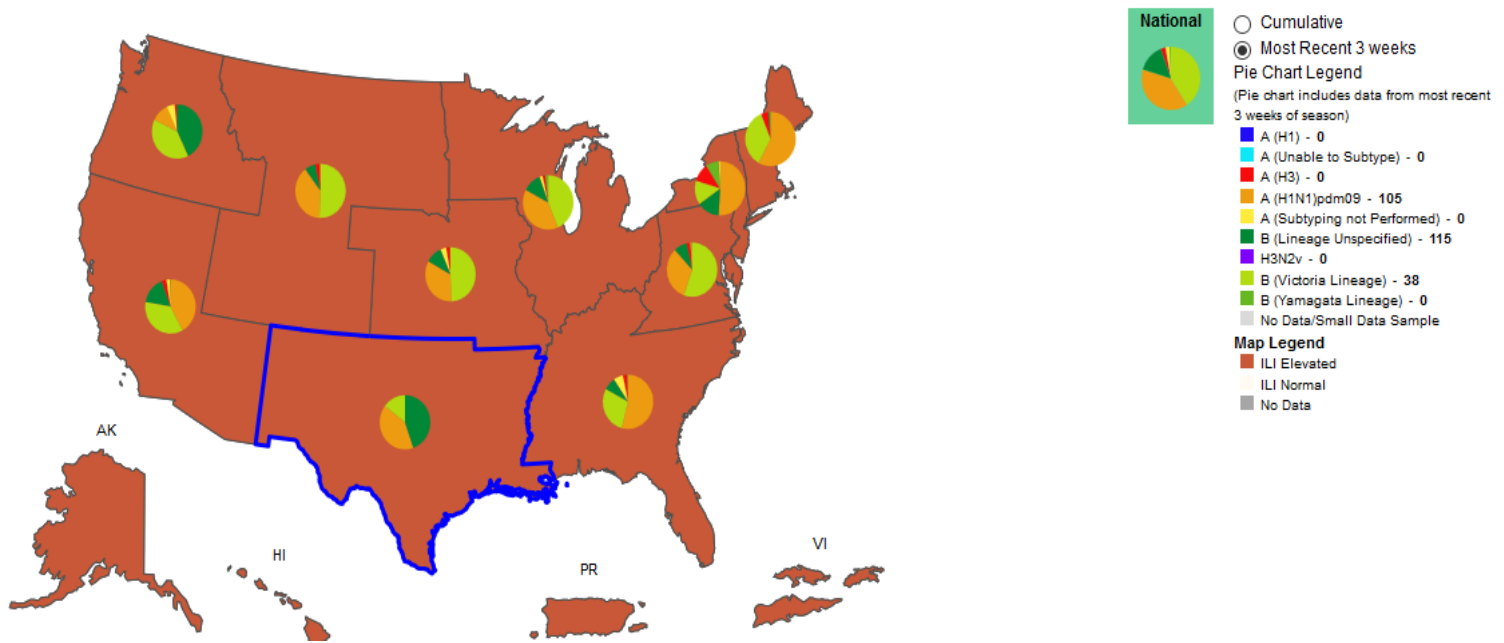 National
Cumulative
Most Recent 3 weeks
Pie Chart Legend
(Pie chart includes data from most recent
3 weeks of season)
A (H1) - 0
A (Unable to Subtype) - 0
A (H3) - 0
A (H1N1)pdm09 - 105
A (Subtyping not Performed) - 0
B (Lineage Unspecified) - 115
H3N2v - 0
B (Victoria Lineage) - 38
B (Yamagata Lineage) - 0
No Data/Small Data Sample
Map Legend
ILI Elevated
ILI Normal
No Data
AK
HI
PR
VI